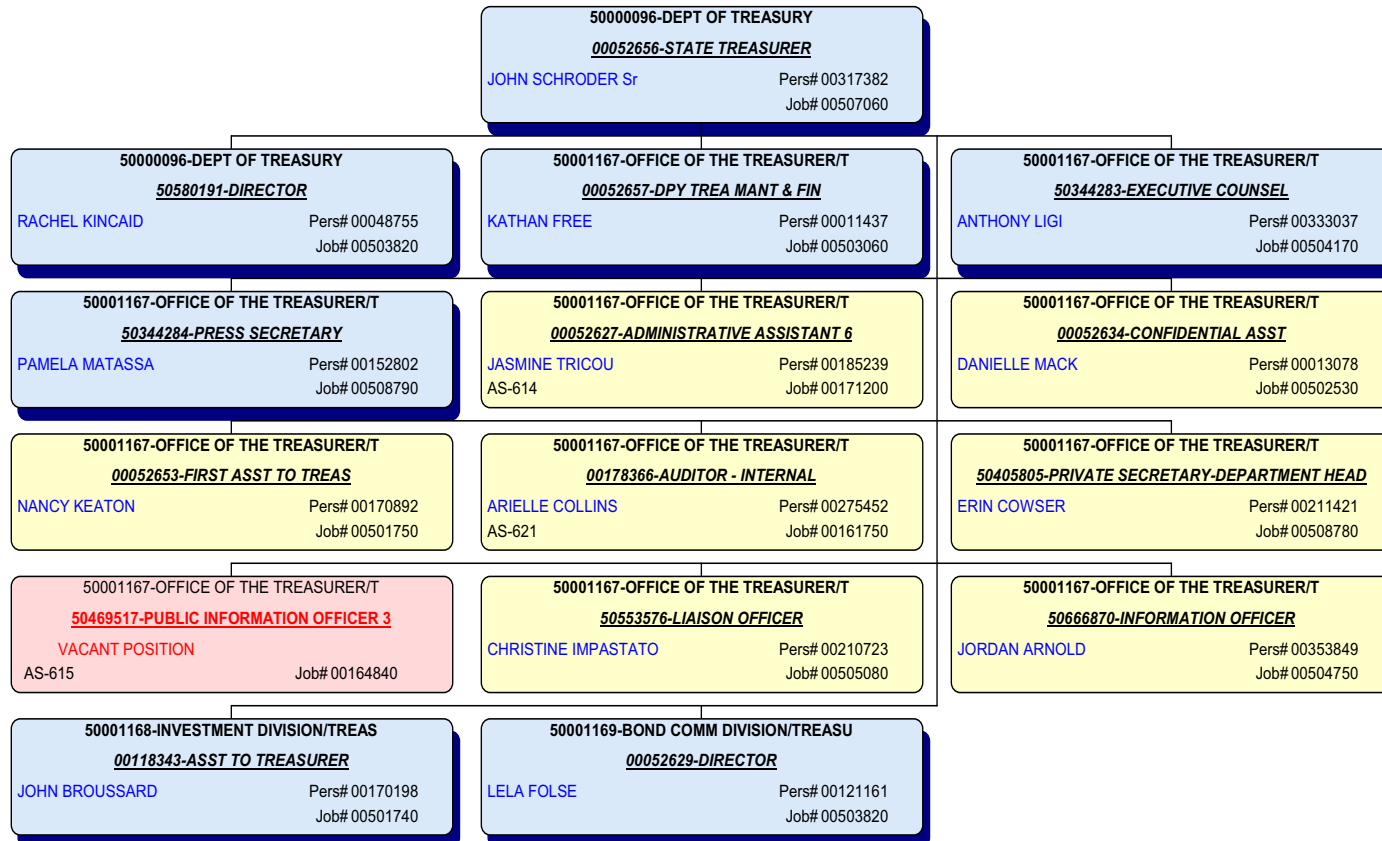 50000096-DEPT OF TREASURY
00052656-STATE TREASURER
JOHN SCHRODER Sr Pers# 00317382
Job# 00507060
50000096-DEPT OF TREASURY
50580191-DIRECTOR
RACHEL KINCAID Pers# 00048755
Job# 00503820
50001167-OFFICE OF THE TREASURER/T
00052657-DPY TREA MANT & FIN
KATHAN FREE Pers# 00011437
Job# 00503060
50001167-OFFICE OF THE TREASURER/T
50344283-EXECUTIVE COUNSEL
ANTHONY LIGI Pers# 00333037
Job# 00504170
50001167-OFFICE OF THE TREASURER/T
50344284-PRESS SECRETARY
PAMELA MATASSA Pers# 00152802
Job# 00508790
50001167-OFFICE OF THE TREASURER/T
00052627-ADMINISTRATIVE ASSISTANT 6
JASMINE TRICOU Pers# 00185239
AS-614 Job# 00171200
50001167-OFFICE OF THE TREASURER/T
00052634-CONFIDENTIAL ASST
DANIELLE MACK Pers# 00013078
Job# 00502530
50001167-OFFICE OF THE TREASURER/T
00052653-FIRST ASST TO TREAS
NANCY KEATON Pers# 00170892
Job# 00501750
50001167-OFFICE OF THE TREASURER/T
00178366-AUDITOR - INTERNAL
ARIELLE COLLINS Pers# 00275452
AS-621 Job# 00161750
50001167-OFFICE OF THE TREASURER/T
50405805-PRIVATE SECRETARY-DEPARTMENT HEAD
ERIN COWSER Pers# 00211421
Job# 00508780
50001167-OFFICE OF THE TREASURER/T
50469517-PUBLIC INFORMATION OFFICER 3
VACANT POSITION
AS-615 Job# 00164840
50001167-OFFICE OF THE TREASURER/T
50553576-LIAISON OFFICER
CHRISTINE IMPASTATO Pers# 00210723
Job# 00505080
50001167-OFFICE OF THE TREASURER/T
50666870-INFORMATION OFFICER
JORDAN ARNOLD Pers# 00353849
Job# 00504750
50001168-INVESTMENT DIVISION/TREAS
00118343-ASST TO TREASURER
JOHN BROUSSARD Pers# 00170198
Job# 00501740
50001169-BOND COMM DIVISION/TREASU
00052629-DIRECTOR
LELA FOLSE Pers# 00121161
Job# 00503820